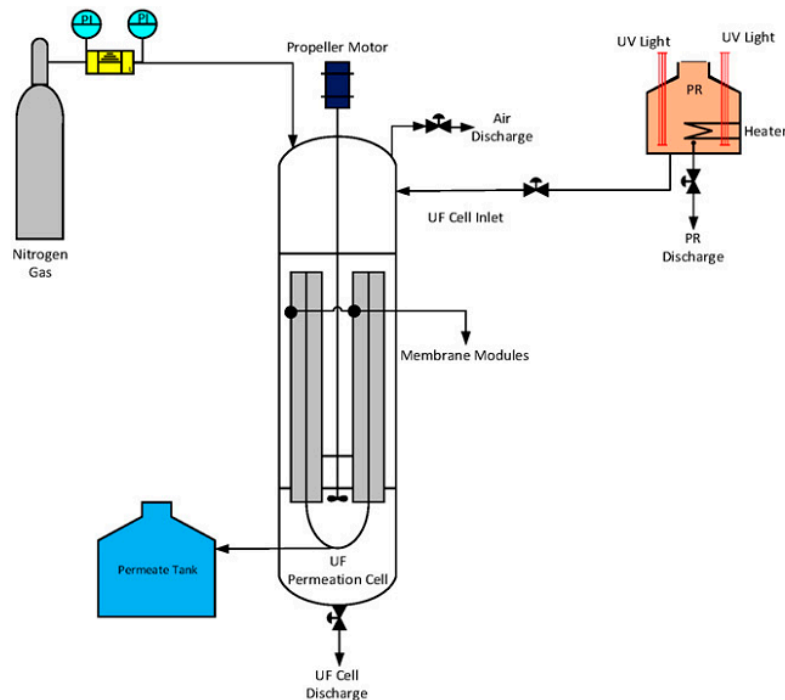 PI
PI
Propeller Motor
UV Light
UV Light
PR
Heater
Air
Discharge
UF Cell Inlet
PR
Discharge
Nitrogen
Gas
Membrane Modules
Permeate Tank
UF
Permeation Cell
UF Cell
Discharge